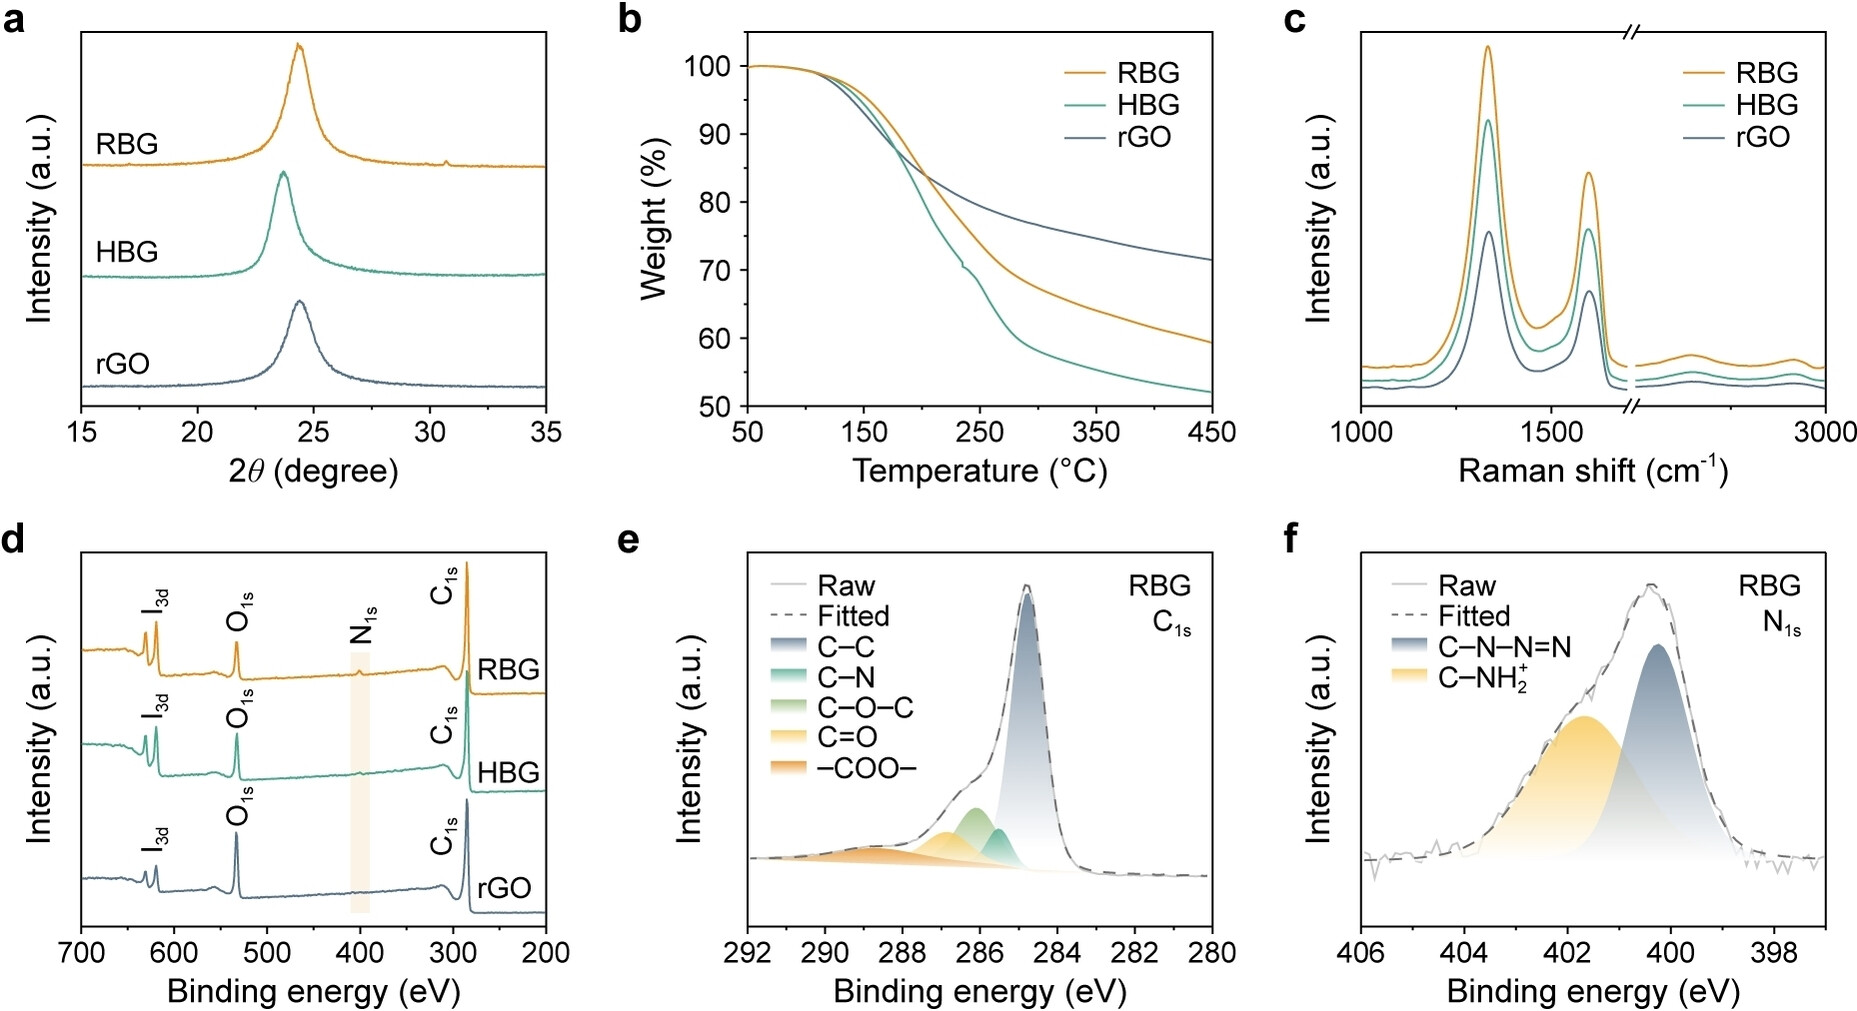 a
RBG
HBG
rGO
15 20 25 30 35
2θ (degree)
Intensity (a.u.)
b
RBG
HBG
rGO
100
90
80
70
60
50
50 150 250 350 450
Temperature (°C)
Weight (%)
c
RBG
HBG
rGO
1000 1500 3000
Raman shift (cm⁻¹)
Intensity (a.u.)
d
I₃d O₁s N₁s C₁s
RBG
I₃d O₁s C₁s
HBG
I₃d O₁s C₁s
rGO
700 600 500 400 300 200
Binding energy (eV)
Intensity (a.u.)
e
Raw
Fitted
C–C
C–N
C–O–C
C=O
–COO–
RBG
C₁s
292 290 288 286 284 282 280
Binding energy (eV)
Intensity (a.u.)
f
Raw
Fitted
C–N–N=N
C–NH₂⁺
RBG
N₁s
406 404 402 400 398
Binding energy (eV)
Intensity (a.u.)